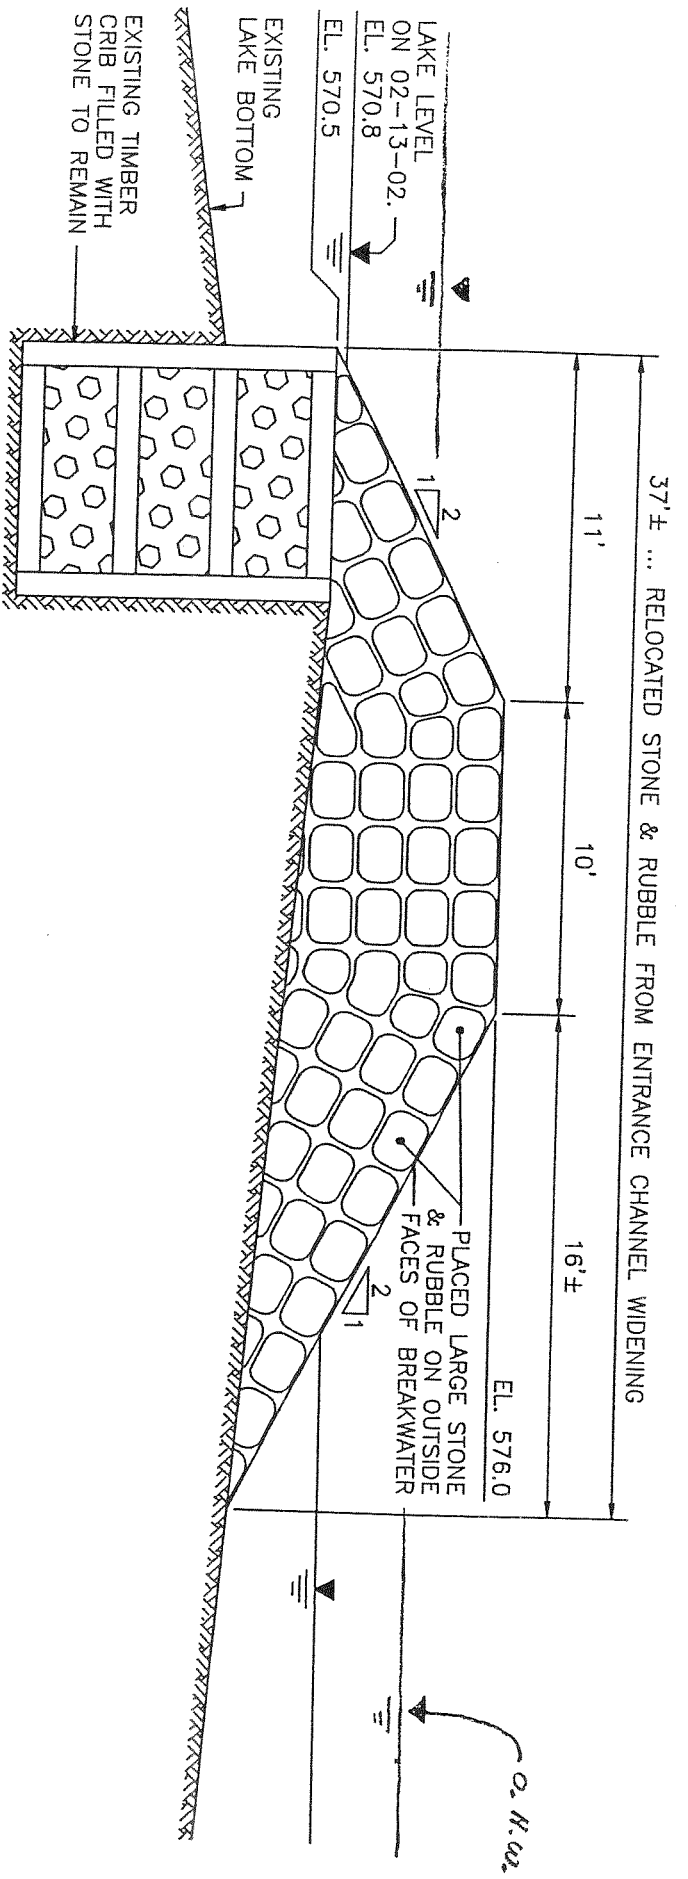 37'± ... RELOCATED STONE & RUBBLE FROM ENTRANCE CHANNEL WIDENING
11'
10'
16'±
LAKE LEVEL
ON 02-13-02.
EL. 570.8
EL. 570.5
1
2
EL. 576.0
PLACED LARGE STONE
& RUBBLE ON OUTSIDE
FACES OF BREAKWATER
2
1
O.H.W.
EXISTING
LAKE BOTTOM
EXISTING TIMBER
CRIB FILLED WITH
STONE TO REMAIN